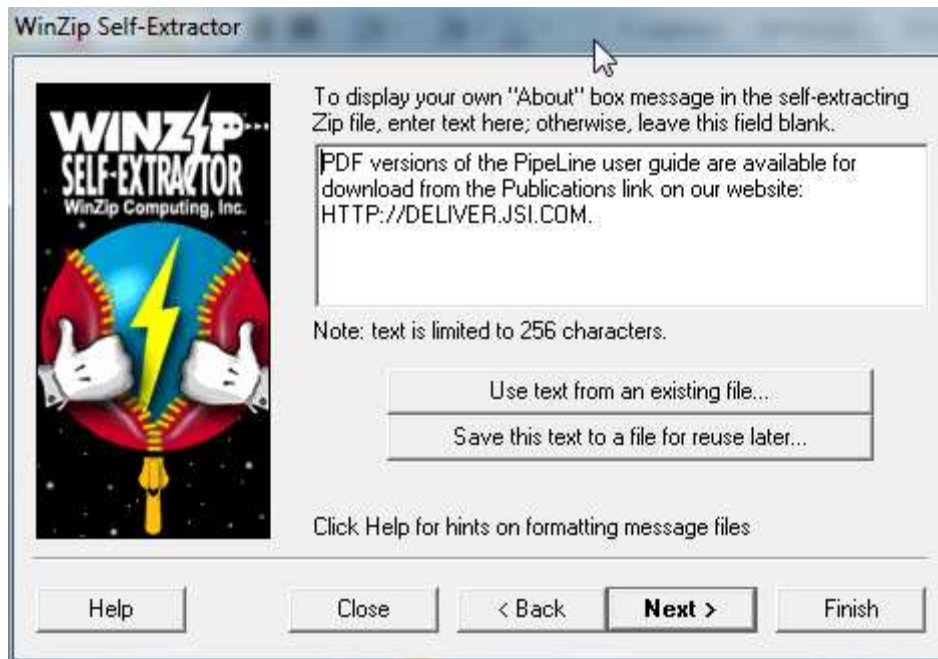 WinZip Self-Extractor
WINZIP
SELF-EXTRACTOR
WinZip Computing, Inc.
To display your own "About" box message in the self-extracting
Zip file, enter text here; otherwise, leave this field blank.
PDF versions of the PipeLine user guide are available for
download from the Publications link on our website:
HTTP://DELIVER.JSI.COM.
Note: text is limited to 256 characters.
Use text from an existing file...
Save this text to a file for reuse later...
Click Help for hints on formatting message files
Help Close < Back Next > Finish